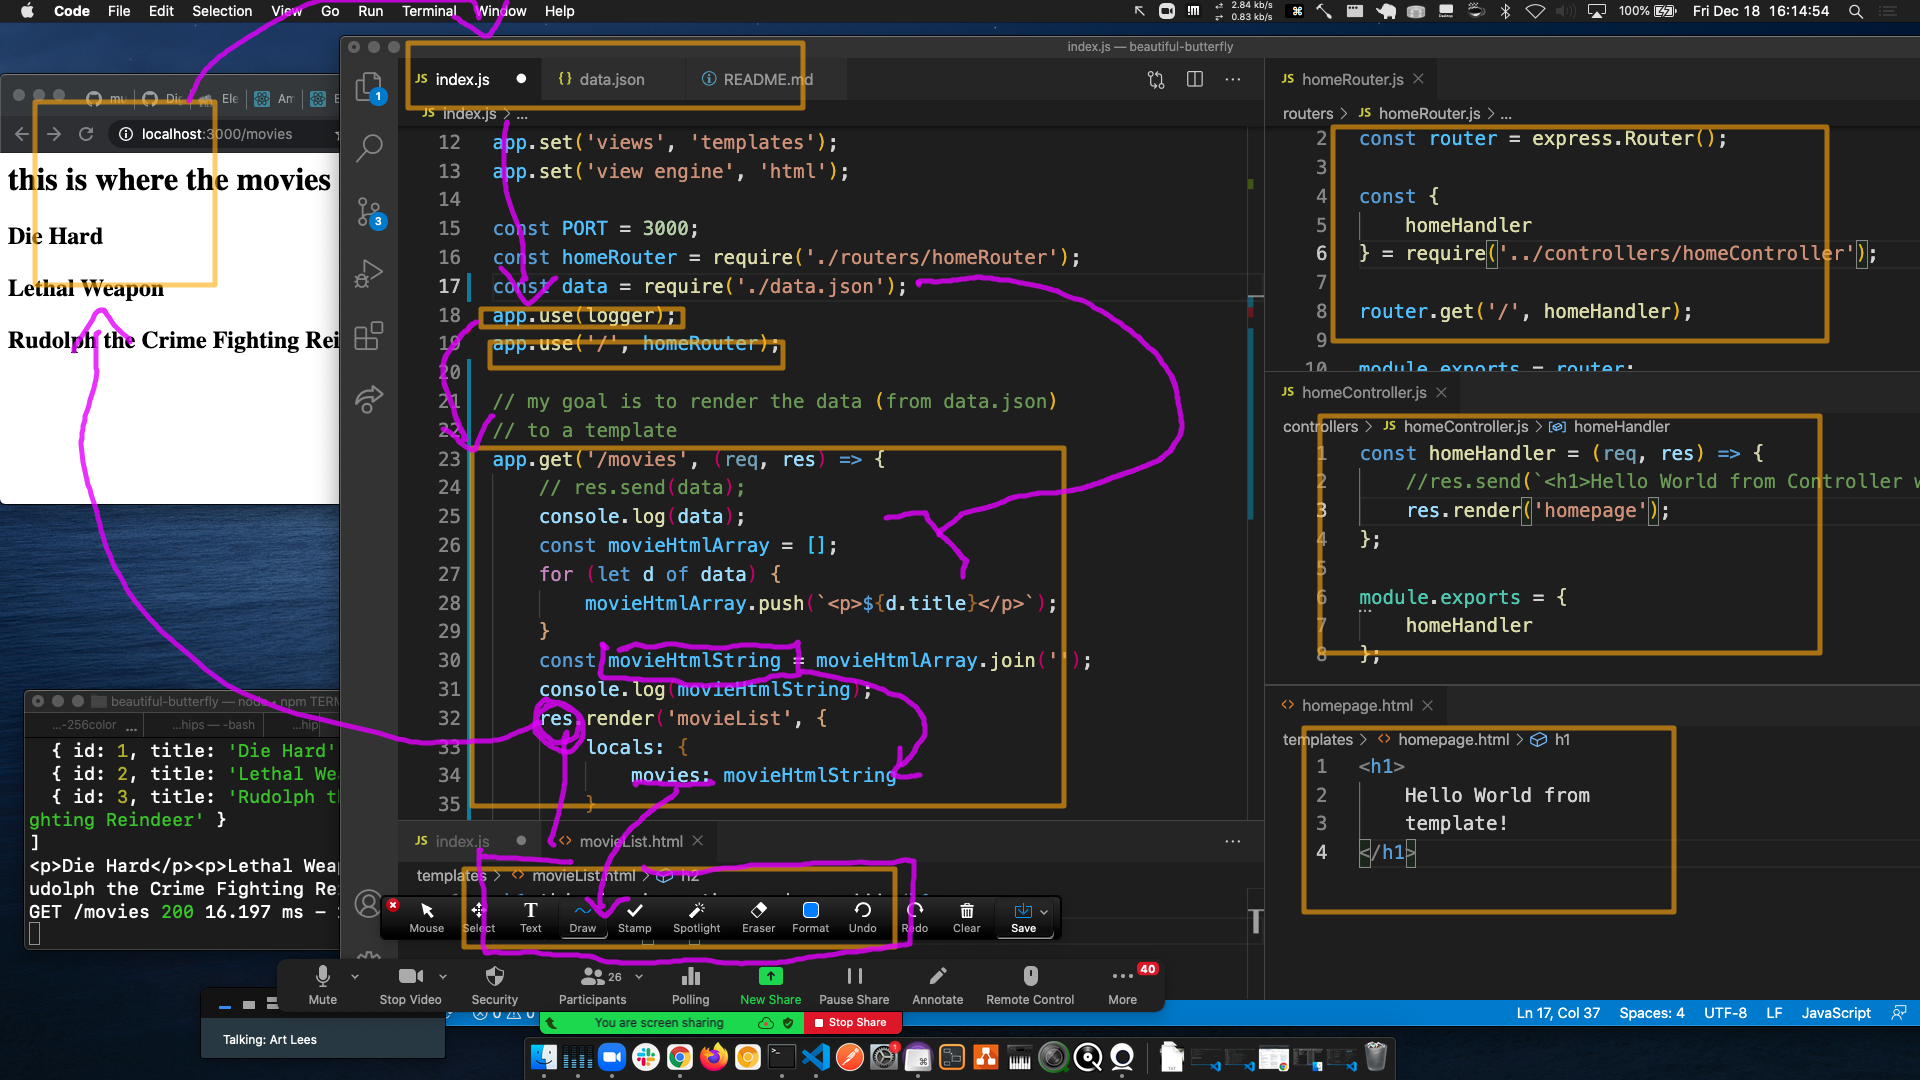 Code File Edit Selection View Go Run Terminal Window Help
2.84 kb/s
0.83 kb/s
100%
Fri Dec 18 16:14:54
index.js — beautiful-butterfly
localhost:3000/movies
this is where the movies
Die Hard
Lethal Weapon
Rudolph the Crime Fighting Rei
1
3
JS index.js
{} data.json
README.md
JS index.js > ...
12 app.set('views', 'templates');
13 app.set('view engine', 'html');
14
15 const PORT = 3000;
16 const homeRouter = require('./routers/homeRouter');
17 const data = require('./data.json');
18 app.use(logger);
19 app.use('/', homeRouter);
20
21 // my goal is to render the data (from data.json)
22 // to a template
23 app.get('/movies', (req, res) => {
24 // res.send(data);
25 console.log(data);
26 const movieHtmlArray = [];
27 for (let d of data) {
28 movieHtmlArray.push(`<p>${d.title}</p>`);
29 }
30 const movieHtmlString = movieHtmlArray.join('');
31 console.log(movieHtmlString);
32 res.render('movieList', {
33 locals: {
34 movies: movieHtmlString
35 }
JS index.js
<> movieList.html
templates > <> movieList.html > h2
JS homeRouter.js
routers > JS homeRouter.js > ...
2 const router = express.Router();
3
4 const {
5 homeHandler
6 } = require('../controllers/homeController');
7
8 router.get('/', homeHandler);
9
10 module.exports = router;
JS homeController.js
controllers > JS homeController.js > homeHandler
1 const homeHandler = (req, res) => {
2 //res.send(`<h1>Hello World from Controller w
3 res.render('homepage');
4 };
5
6 module.exports = {
7 homeHandler
8 };
<> homepage.html
templates > <> homepage.html > h1
1 <h1>
2 Hello World from
3 template!
4 </h1>
beautiful-butterfly — node • npm TERM
...-256color ... ...hips — -bash ...hip
{ id: 1, title: 'Die Hard'
{ id: 2, title: 'Lethal We
{ id: 3, title: 'Rudolph t
ghting Reindeer' }
]
<p>Die Hard</p><p>Lethal Weap
udolph the Crime Fighting Re
GET /movies 200 16.197 ms –
Mouse Select Text Draw Stamp Spotlight Eraser Format Undo Redo Clear Save
26
40
Mute Stop Video Security Participants Polling New Share Pause Share Annotate Remote Control More
You are screen sharing
Stop Share
Talking: Art Lees
0 0
Ln 17, Col 37 Spaces: 4 UTF-8 LF JavaScript